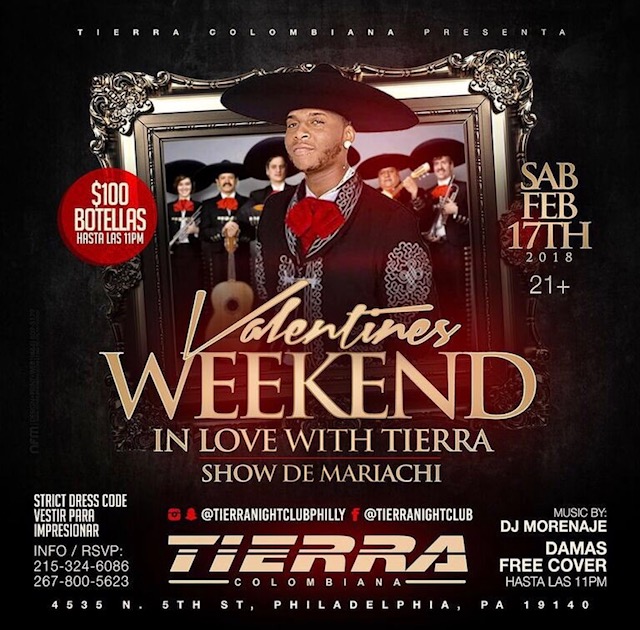 TIERRA COLOMBIANA PRESENTA
$100
BOTELLAS
HASTA LAS 11PM
SAB
FEB
17TH
2018
21+
Valentines
WEEKEND
IN LOVE WITH TIERRA
SHOW DE MARIACHI
STRICT DRESS CODE
VESTIR PARA
IMPRESIONAR
INFO / RSVP:
215-324-6086
267-800-5623
@TIERRANIGHTCLUBPHILLY @TIERRANIGHTCLUB
TIERRA
COLOMBIANA
MUSIC BY:
DJ MORENAJE
DAMAS
FREE COVER
HASTA LAS 11PM
4535 N. 5TH ST, PHILADELPHIA, PA 19140